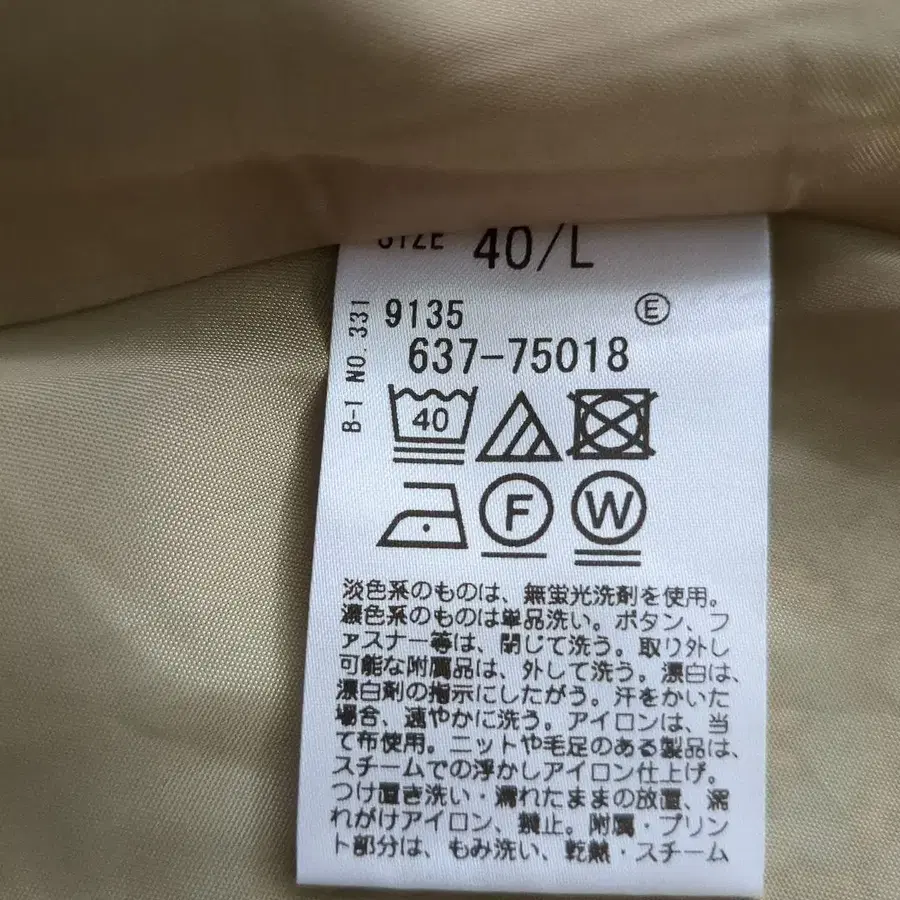 SIZE 40/L
B-1 NO.331
9135 E
637-75018
40
F W
淡色系のものは、無蛍光洗剤を使用。
濃色系のものは単品洗い。ボタン、フ
ァスナー等は、閉じて洗う。取り外し
可能な附属品は、外して洗う。漂白は、
漂白剤の指示にしたがう。汗をかいた
場合、速やかに洗う。アイロンは、当
て布使用。ニットや毛足のある製品は、
スチームでの浮かしアイロン仕上げ。
つけ置き洗い・濡れたままの放置、濡
れがけアイロン、禁止。附属・プリン
ト部分は、もみ洗い、乾熱・スチーム